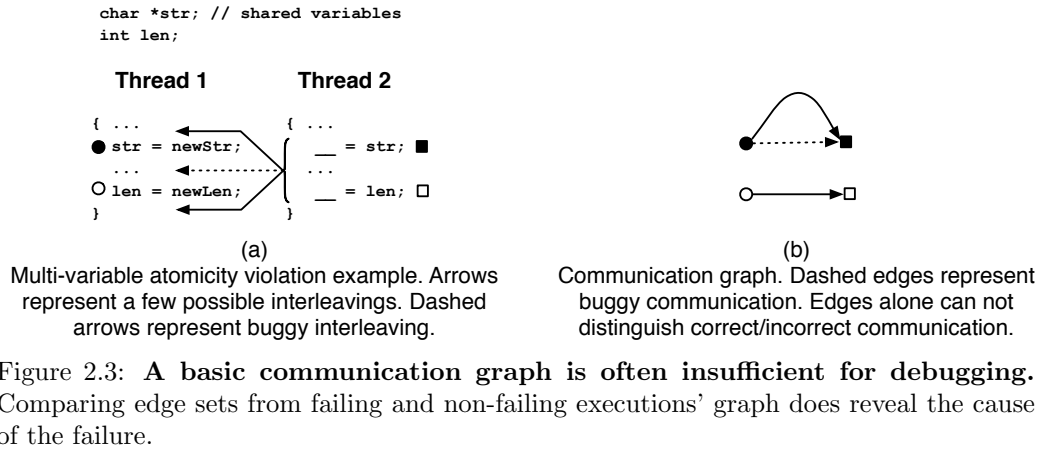 char *str; // shared variables
int len;
Thread 1 Thread 2
{ ... { ...
str = newStr; __ = str;
... ...
len = newLen; __ = len;
} }
(a) (b)
Multi-variable atomicity violation example. Arrows
represent a few possible interleavings. Dashed
arrows represent buggy interleaving.
Communication graph. Dashed edges represent
buggy communication. Edges alone can not
distinguish correct/incorrect communication.
Figure 2.3: A basic communication graph is often insufficient for debugging.
Comparing edge sets from failing and non-failing executions' graph does reveal the cause
of the failure.